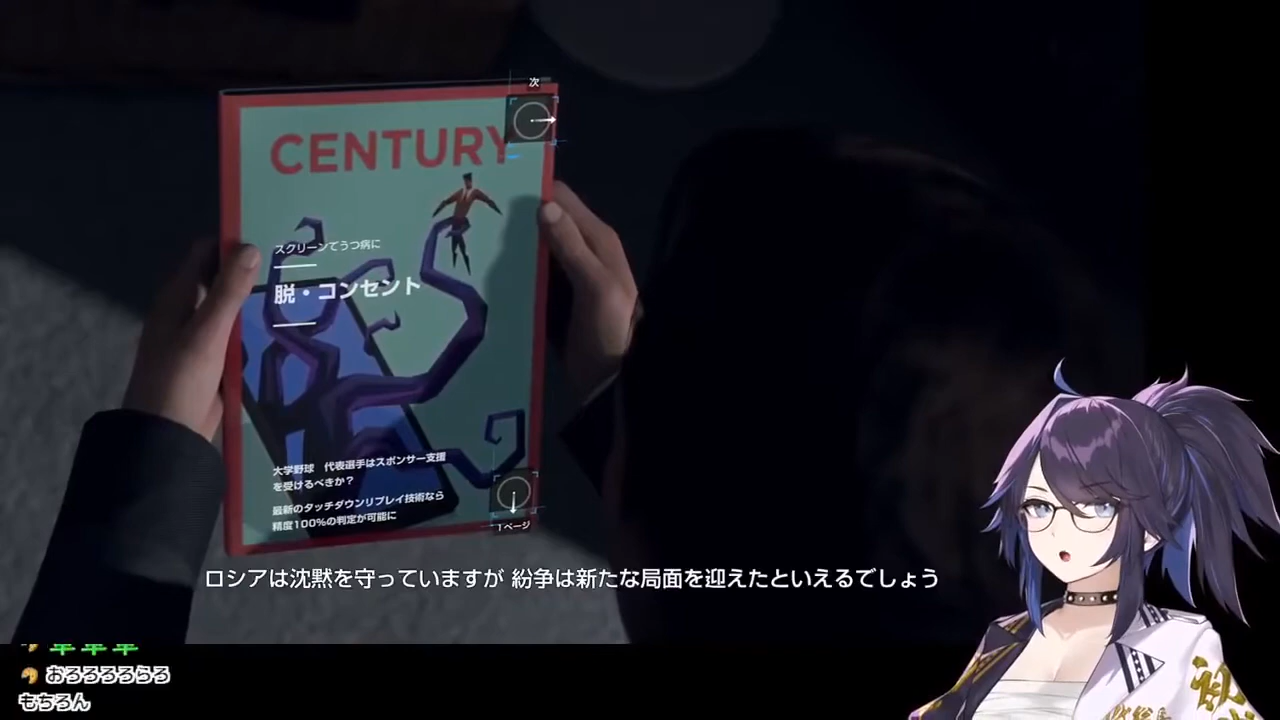 次
CENTURY
スクリーンでうつ病に
脱・コンセント
大学野球　代表選手はスポンサー支援
を受けるべきか？
最新のタッチダウンリプレイ技術なら
精度100%の判定が可能に
1ページ
ロシアは沈黙を守っていますが 紛争は新たな局面を迎えたといえるでしょう
おろろろろらろ
もちろん